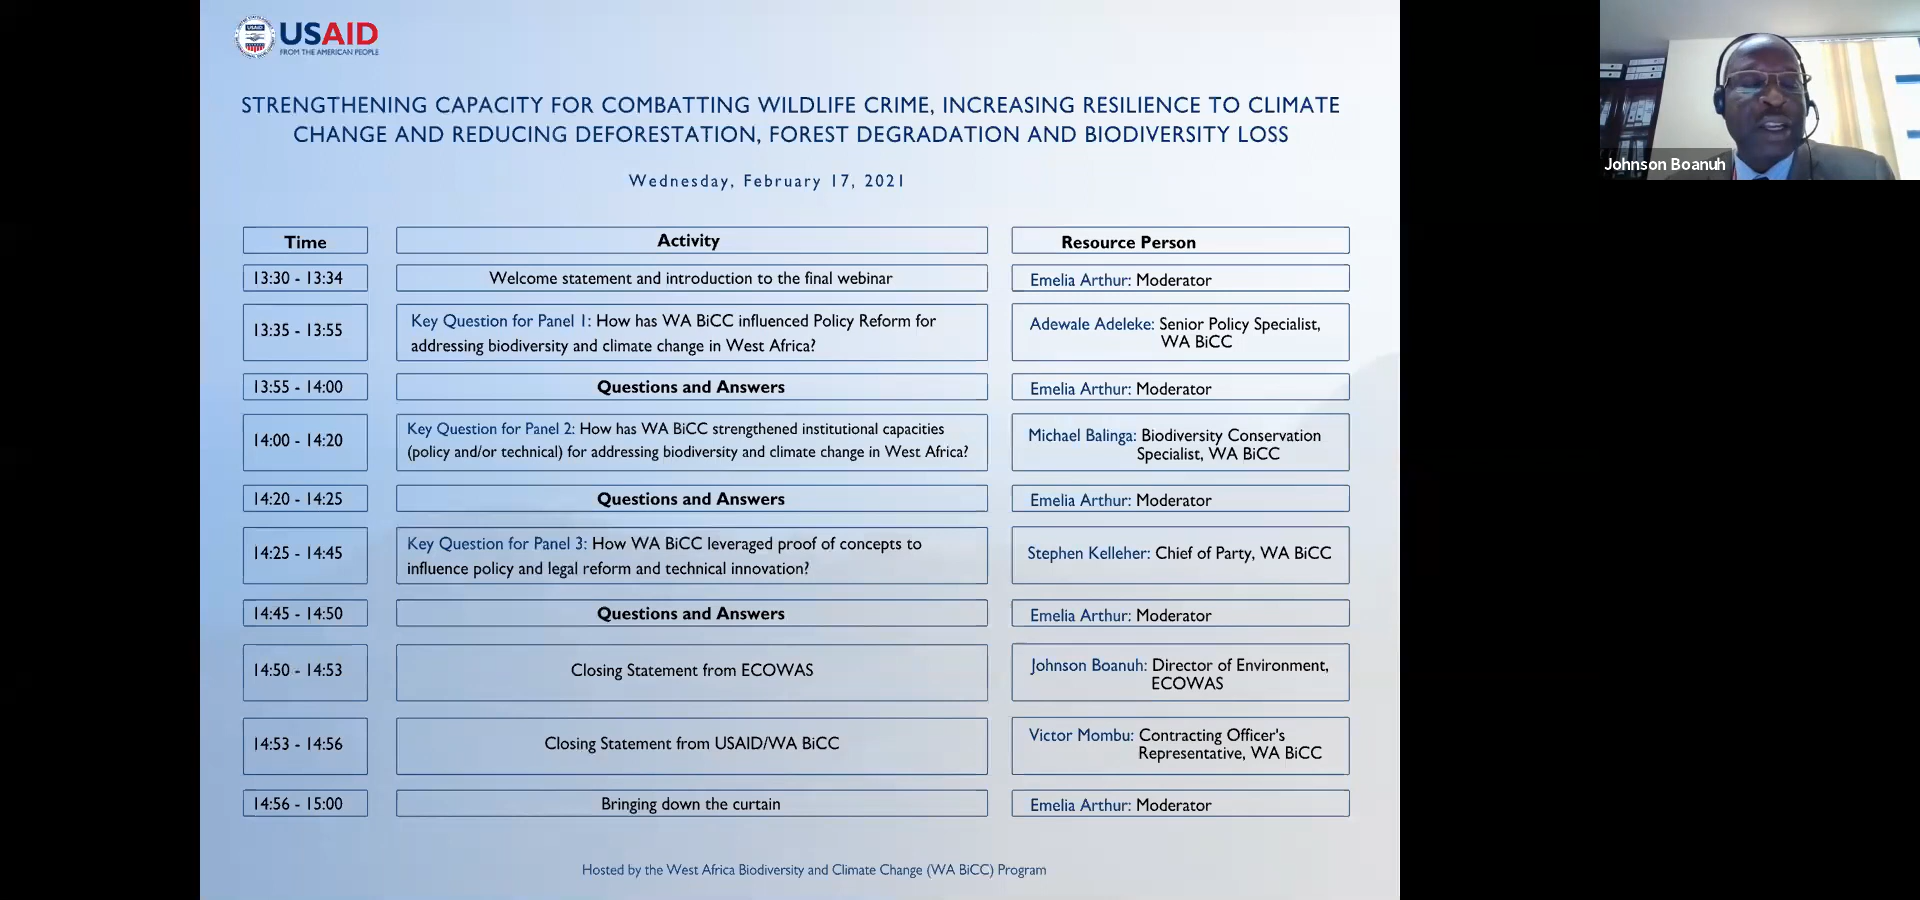 USAID
FROM THE AMERICAN PEOPLE
STRENGTHENING CAPACITY FOR COMBATTING WILDLIFE CRIME, INCREASING RESILIENCE TO CLIMATE
CHANGE AND REDUCING DEFORESTATION, FOREST DEGRADATION AND BIODIVERSITY LOSS
Wednesday, February 17, 2021
Time
Activity
Resource Person
13:30 - 13:34
Welcome statement and introduction to the final webinar
Emelia Arthur: Moderator
13:35 - 13:55
Key Question for Panel 1: How has WA BiCC influenced Policy Reform for
addressing biodiversity and climate change in West Africa?
Adewale Adeleke: Senior Policy Specialist,
WA BiCC
13:55 - 14:00
Questions and Answers
Emelia Arthur: Moderator
14:00 - 14:20
Key Question for Panel 2: How has WA BiCC strengthened institutional capacities
(policy and/or technical) for addressing biodiversity and climate change in West Africa?
Michael Balinga: Biodiversity Conservation
Specialist, WA BiCC
14:20 - 14:25
Questions and Answers
Emelia Arthur: Moderator
14:25 - 14:45
Key Question for Panel 3: How WA BiCC leveraged proof of concepts to
influence policy and legal reform and technical innovation?
Stephen Kelleher: Chief of Party, WA BiCC
14:45 - 14:50
Questions and Answers
Emelia Arthur: Moderator
14:50 - 14:53
Closing Statement from ECOWAS
Johnson Boanuh: Director of Environment,
ECOWAS
14:53 - 14:56
Closing Statement from USAID/WA BiCC
Victor Mombu: Contracting Officer's
Representative, WA BiCC
14:56 - 15:00
Bringing down the curtain
Emelia Arthur: Moderator
Hosted by the West Africa Biodiversity and Climate Change (WA BiCC) Program
Johnson Boanuh